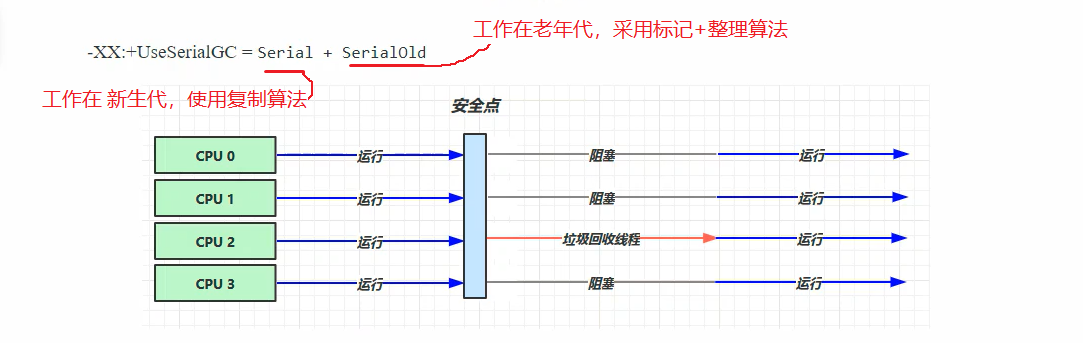 工作在老年代，采用标记+整理算法
-XX:+UseSerialGC = Serial + SerialOld
工作在 新生代，使用复制算法
安全点
CPU 0 运行 阻塞 运行
CPU 1 运行 阻塞 运行
CPU 2 运行 垃圾回收线程 运行
CPU 3 运行 阻塞 运行